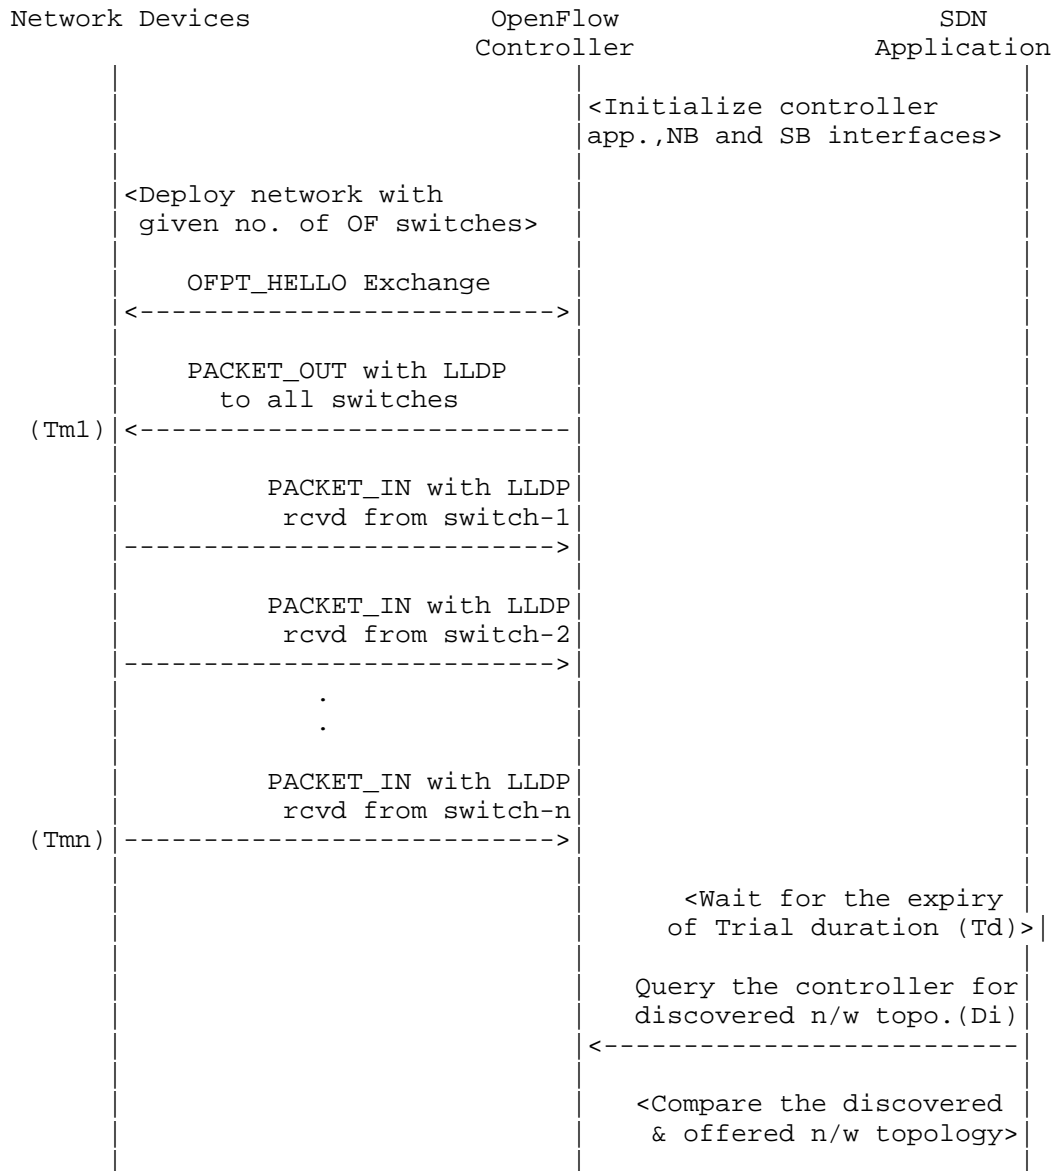 Network Devices OpenFlow SDN
Controller Application
<Initialize controller
app.,NB and SB interfaces>
<Deploy network with
given no. of OF switches>
OFPT_HELLO Exchange
<-------------------------->
PACKET_OUT with LLDP
to all switches
(Tm1) <---------------------------
PACKET_IN with LLDP
rcvd from switch-1
--------------------------->
PACKET_IN with LLDP
rcvd from switch-2
--------------------------->
.
.
PACKET_IN with LLDP
rcvd from switch-n
(Tmn) --------------------------->
<Wait for the expiry
of Trial duration (Td)>
Query the controller for
discovered n/w topo.(Di)
<--------------------------
<Compare the discovered
& offered n/w topology>